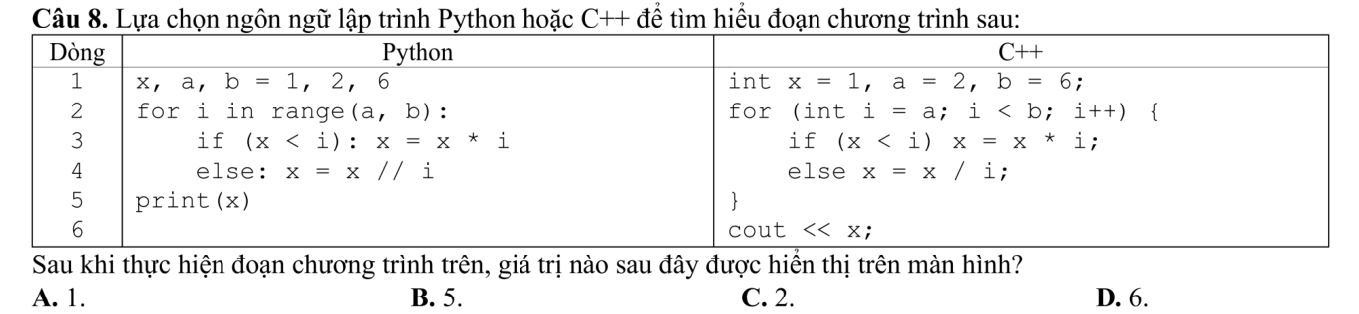 Câu 8. Lựa chọn ngôn ngữ lập trình Python hoặc C++ để tìm hiểu đoạn chương trình sau:
Dòng Python C++
1 x, a, b = 1, 2, 6 int x = 1, a = 2, b = 6;
2 for i in range(a, b): for (int i = a; i < b; i++) {
3 if (x < i): x = x * i if (x < i) x = x * i;
4 else: x = x // i else x = x / i;
5 print(x) }
6 cout << x;
Sau khi thực hiện đoạn chương trình trên, giá trị nào sau đây được hiển thị trên màn hình?
A. 1. B. 5. C. 2. D. 6.